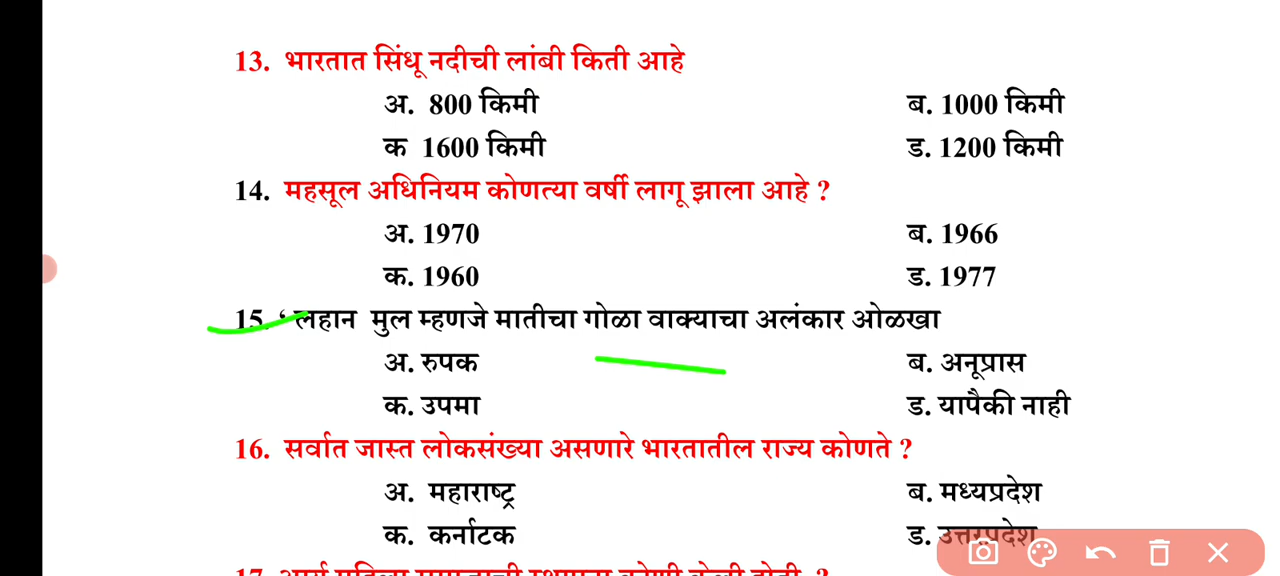 13. भारतात सिंधू नदीची लांबी किती आहे
अ. 800 किमी ब. 1000 किमी
क 1600 किमी ड. 1200 किमी
14. महसूल अधिनियम कोणत्या वर्षी लागू झाला आहे ?
अ. 1970 ब. 1966
क. 1960 ड. 1977
15. ‘ लहान मुल म्हणजे मातीचा गोळा वाक्याचा अलंकार ओळखा
अ. रुपक ब. अनूप्रास
क. उपमा ड. यापैकी नाही
16. सर्वात जास्त लोकसंख्या असणारे भारतातील राज्य कोणते ?
अ. महाराष्ट्र ब. मध्यप्रदेश
क. कर्नाटक ड. उत्तरप्रदेश
17.